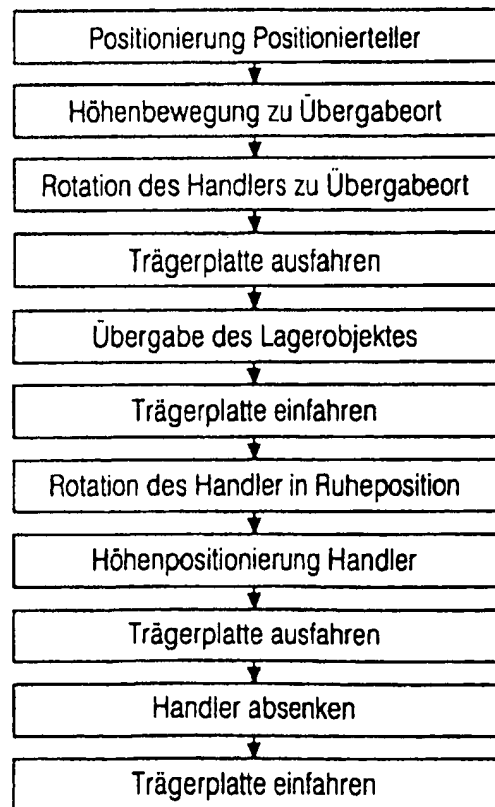 Positionierung Positionierteller
Höhenbewegung zu Übergabeort
Rotation des Handlers zu Übergabeort
Trägerplatte ausfahren
Übergabe des Lagerobjektes
Trägerplatte einfahren
Rotation des Handler in Ruheposition
Höhenpositionierung Handler
Trägerplatte ausfahren
Handler absenken
Trägerplatte einfahren